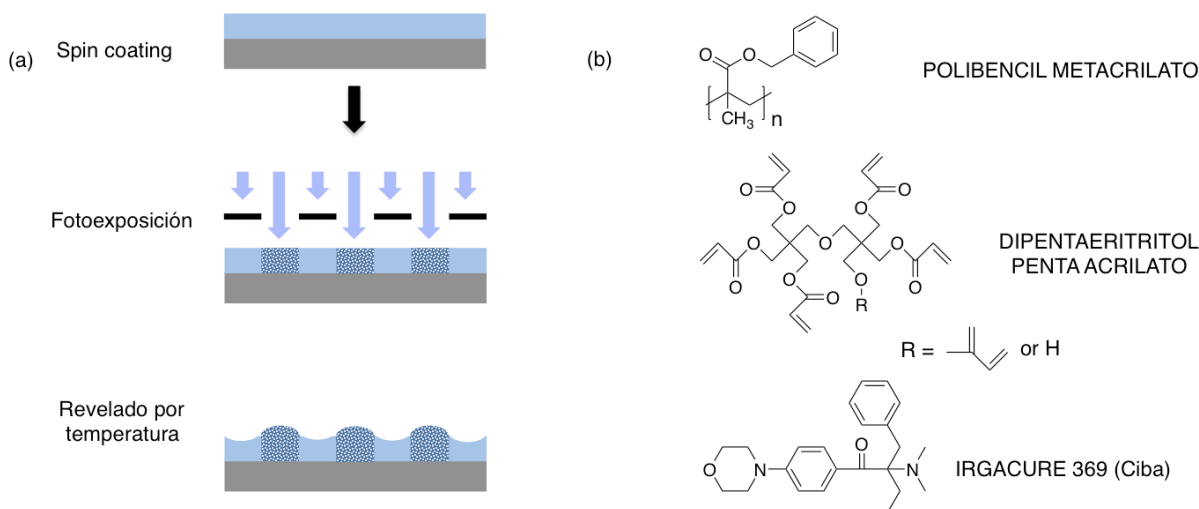 (a)
Spin coating
Fotoexposición
Revelado por
temperatura
(b)
O
O
CH3
n
POLIBENCIL METACRILATO
O
O
O
O
O
O
O
O
O
O
O
O
R
DIPENTAERITRITOL
PENTA ACRILATO
R =
or H
O
N
O
N
IRGACURE 369 (Ciba)